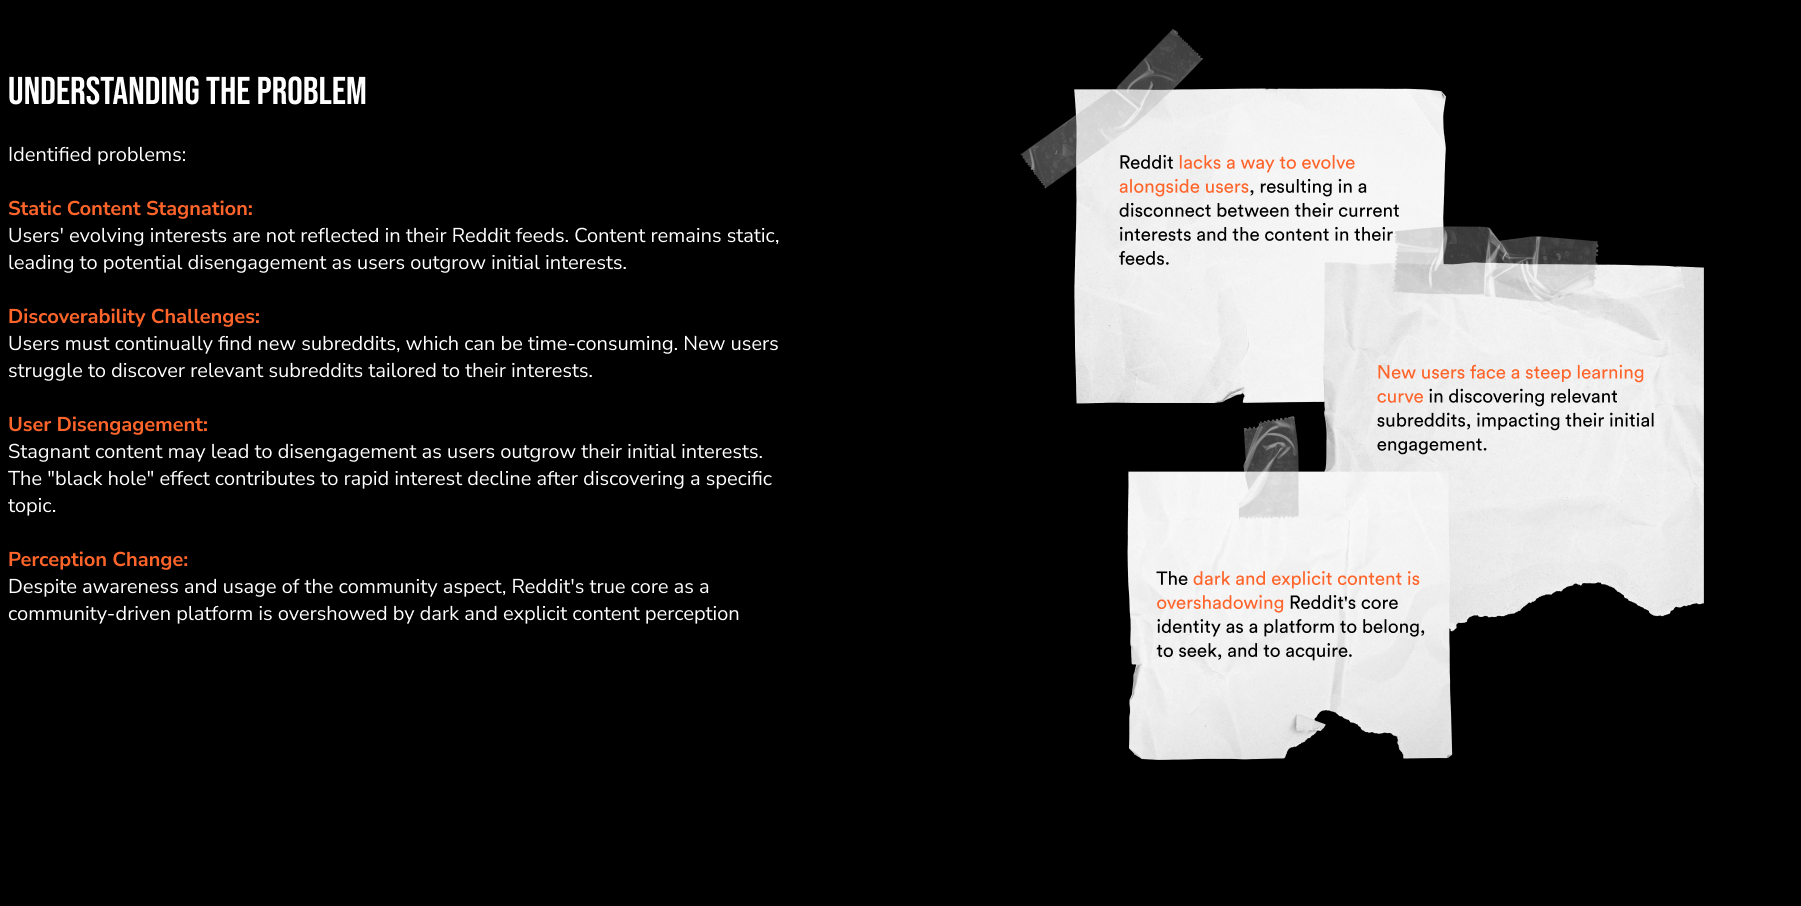 UNDERSTANDING THE PROBLEM
Identified problems:
Static Content Stagnation:
Users' evolving interests are not reflected in their Reddit feeds. Content remains static,
leading to potential disengagement as users outgrow initial interests.
Discoverability Challenges:
Users must continually find new subreddits, which can be time-consuming. New users
struggle to discover relevant subreddits tailored to their interests.
User Disengagement:
Stagnant content may lead to disengagement as users outgrow their initial interests.
The "black hole" effect contributes to rapid interest decline after discovering a specific
topic.
Perception Change:
Despite awareness and usage of the community aspect, Reddit's true core as a
community-driven platform is overshowed by dark and explicit content perception
Reddit lacks a way to evolve
alongside users, resulting in a
disconnect between their current
interests and the content in their
feeds.
New users face a steep learning
curve in discovering relevant
subreddits, impacting their initial
engagement.
The dark and explicit content is
overshadowing Reddit's core
identity as a platform to belong,
to seek, and to acquire.